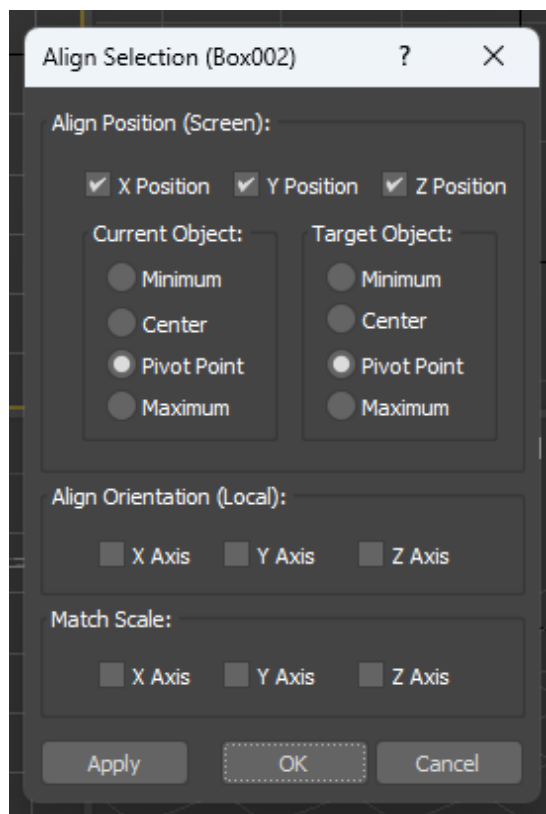 Align Selection (Box002) ?
Align Position (Screen):
X Position Y Position Z Position
Current Object: Target Object:
Minimum Minimum
Center Center
Pivot Point Pivot Point
Maximum Maximum
Align Orientation (Local):
X Axis Y Axis Z Axis
Match Scale:
X Axis Y Axis Z Axis
Apply OK Cancel